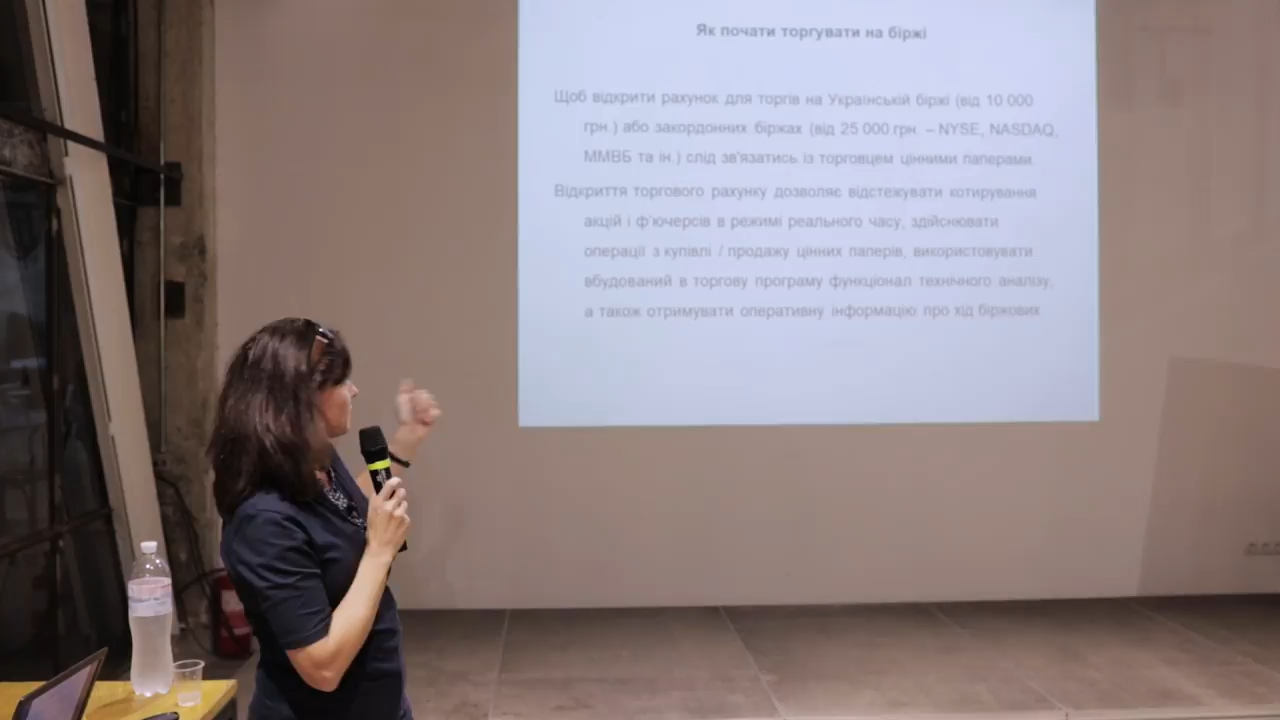 Як почати торгувати на біржі
Щоб відкрити рахунок для торгів на Українській біржі (від 10 000
грн.) або закордонних біржах (від 25 000 грн. – NYSE, NASDAQ,
ММВБ та ін.) слід зв'язатись із торговцем цінними паперами.
Відкриття торгового рахунку дозволяє відстежувати котирування
акцій і ф'ючерсів в режимі реального часу, здійснювати
операції з купівлі / продажу цінних паперів, використовувати
вбудований в торгову програму функціонал технічного аналізу,
а також отримувати оперативну інформацію про хід біржових